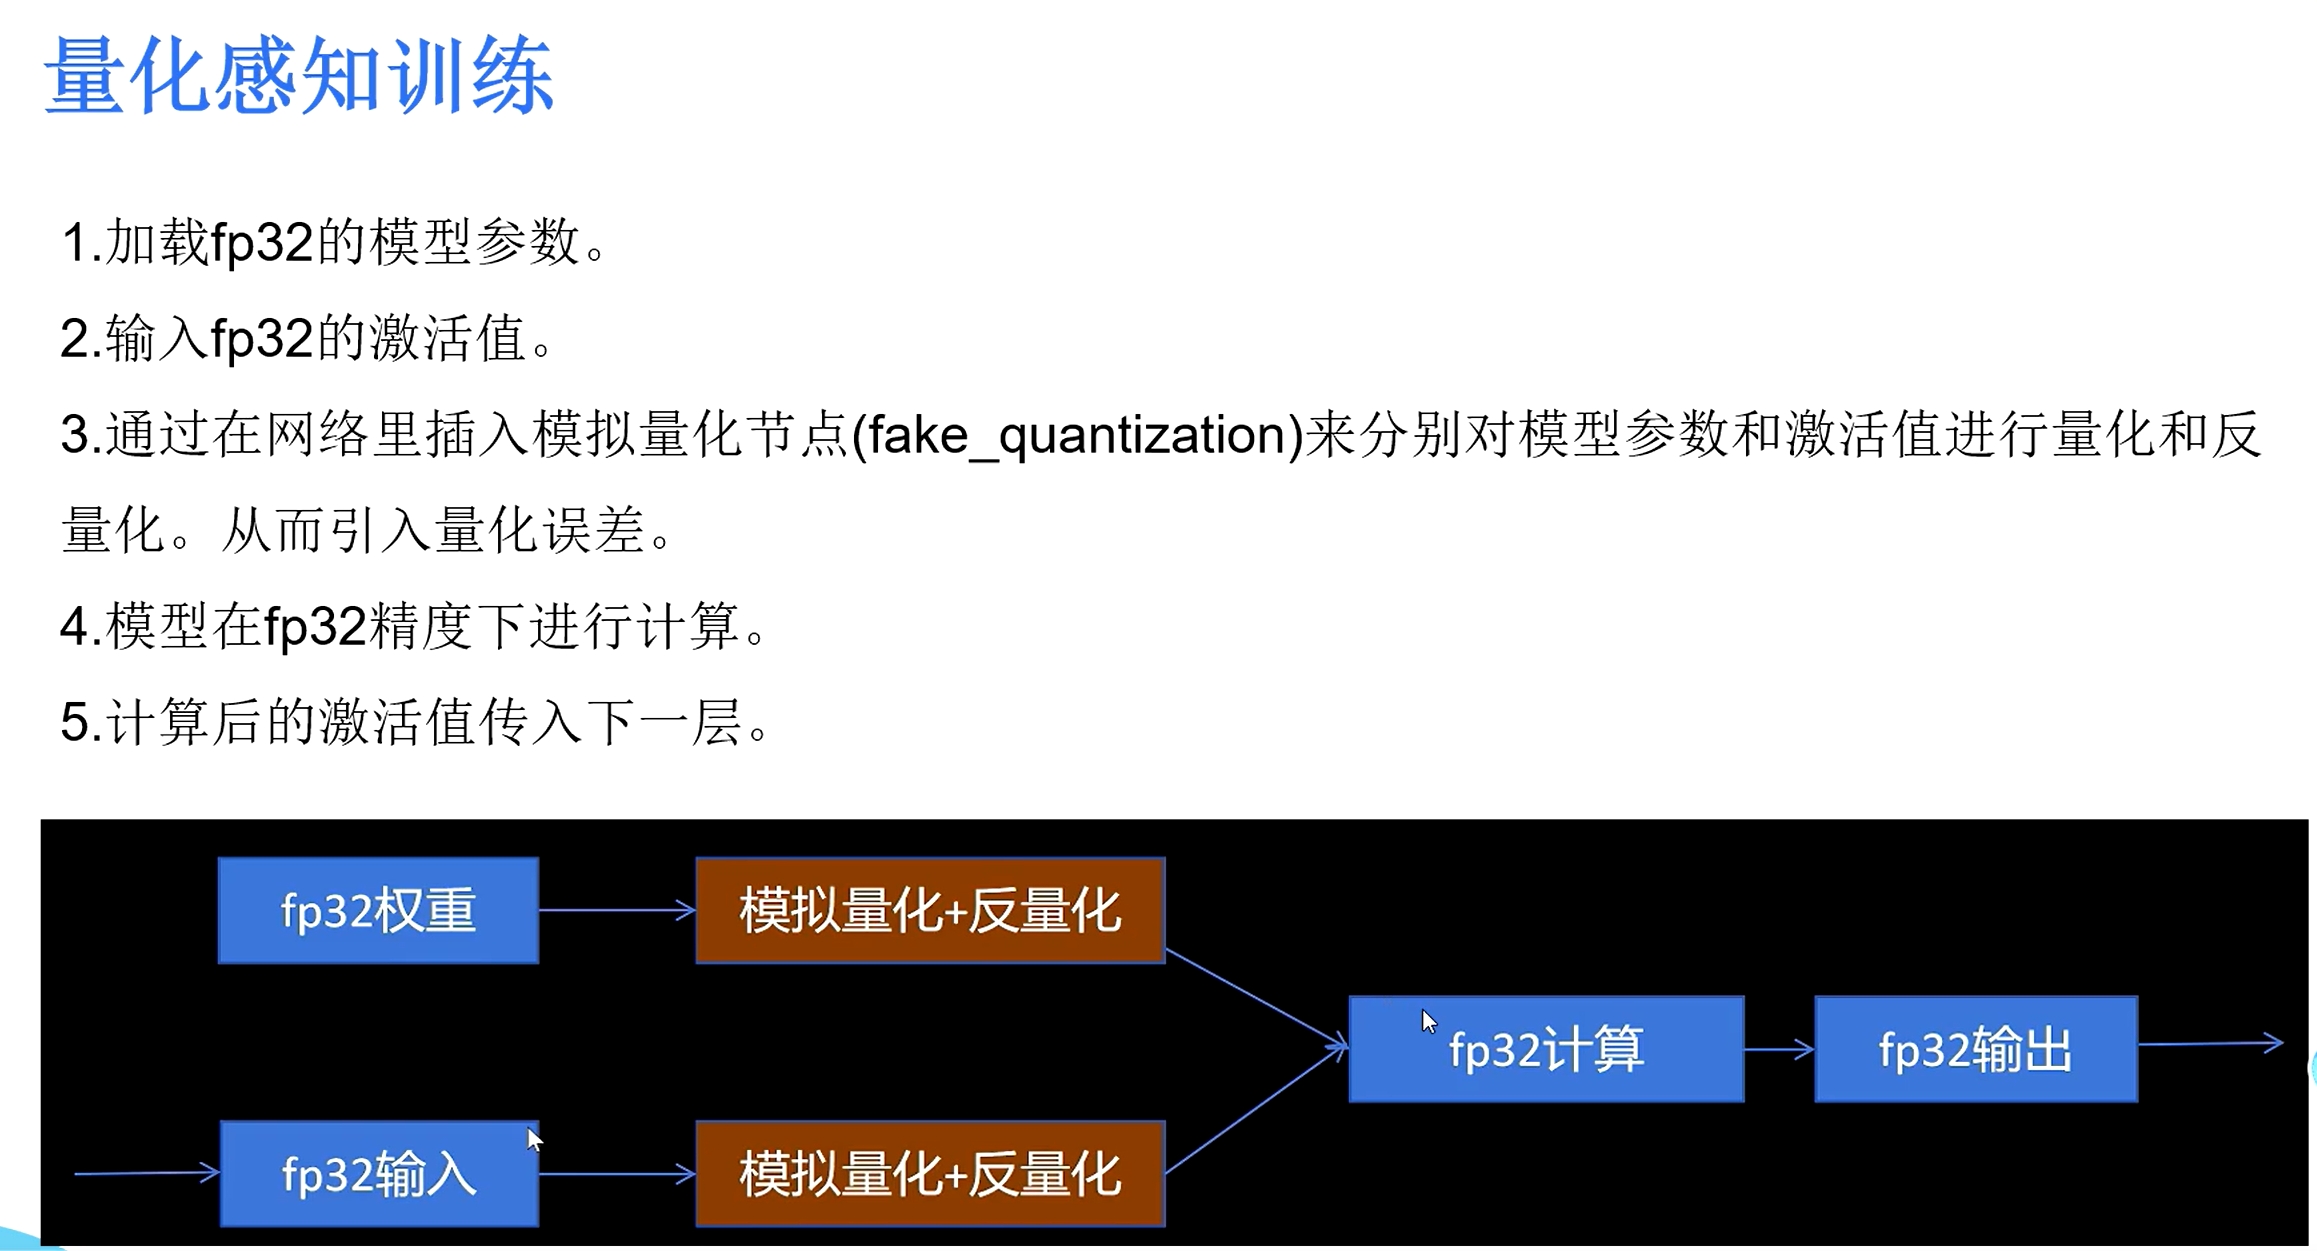 量化感知训练
1.加载fp32的模型参数。
2.输入fp32的激活值。
3.通过在网络里插入模拟量化节点(fake_quantization)来分别对模型参数和激活值进行量化和反
量化。从而引入量化误差。
4.模型在fp32精度下进行计算。
5.计算后的激活值传入下一层。
fp32权重
模拟量化+反量化
fp32计算
fp32输出
fp32输入
模拟量化+反量化